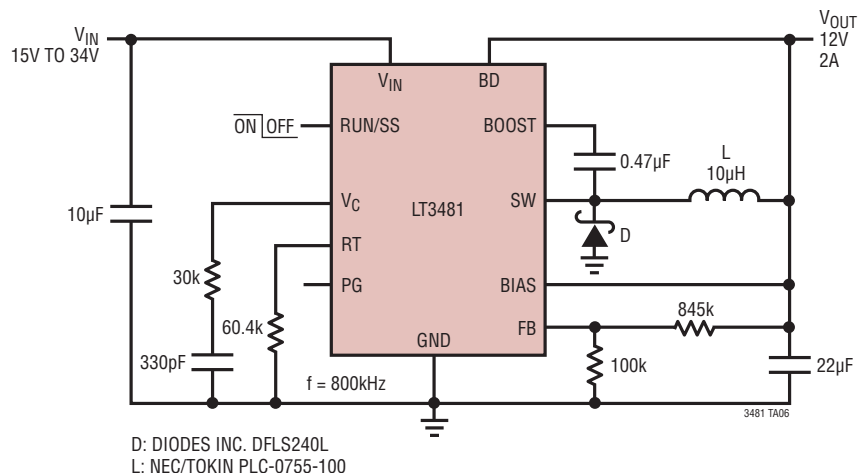 VIN
15V TO 34V
VOUT
12V
2A
VIN
BD
ON OFF
RUN/SS
BOOST
0.47µF
L
10µH
10µF
VC
LT3481
SW
RT
D
30k
PG
BIAS
60.4k
845k
FB
GND
330pF
f = 800kHz
100k
22µF
3481 TA06
D: DIODES INC. DFLS240L
L: NEC/TOKIN PLC-0755-100